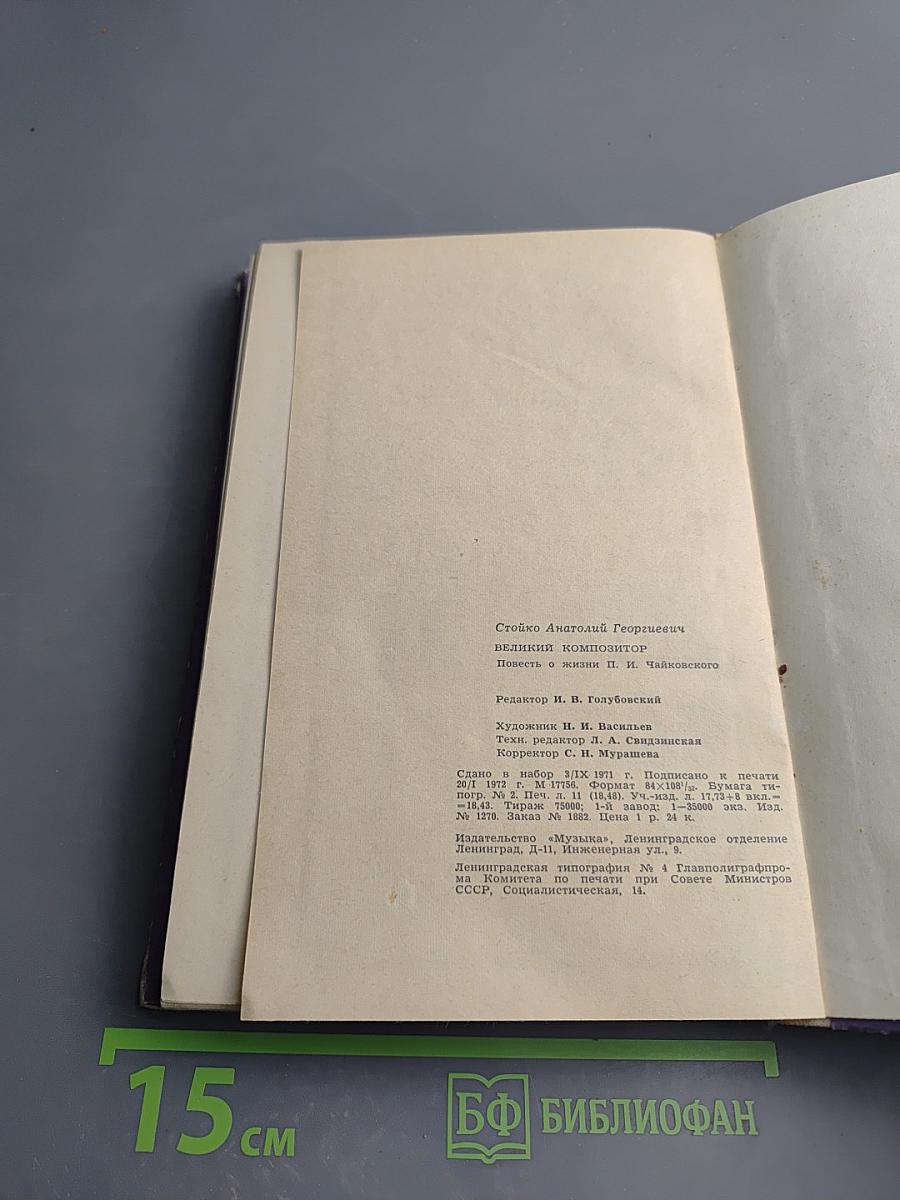 Стойко Анатолий Георгиевич
ВЕЛИКИЙ КОМПОЗИТОР
Повесть о жизни П. И. Чайковского
Редактор И. В. Голубовский
Художник Н. И. Васильев
Техн. редактор Л. А. Свидзинская
Корректор С. Н. Мурашева
Сдано в набор 3/IX 1971 г. Подписано к печати
20/I 1972 г. М 17756. Формат 84×108¹/₃₂. Бумага ти-
погр. № 2. Печ. л. 11 (18,48). Уч.-изд. л. 17,73+8 вкл.=
=18,43. Тираж 75000; 1-й завод: 1—35000 экз. Изд.
№ 1270. Заказ № 1882. Цена 1 р. 24 к.
Издательство «Музыка», Ленинградское отделение
Ленинград, Д-11, Инженерная ул., 9.
Ленинградская типография № 4 Главполиграфпро-
ма Комитета по печати при Совете Министров
СССР, Социалистическая, 14.
15 см
БФ БИБЛИОФАН